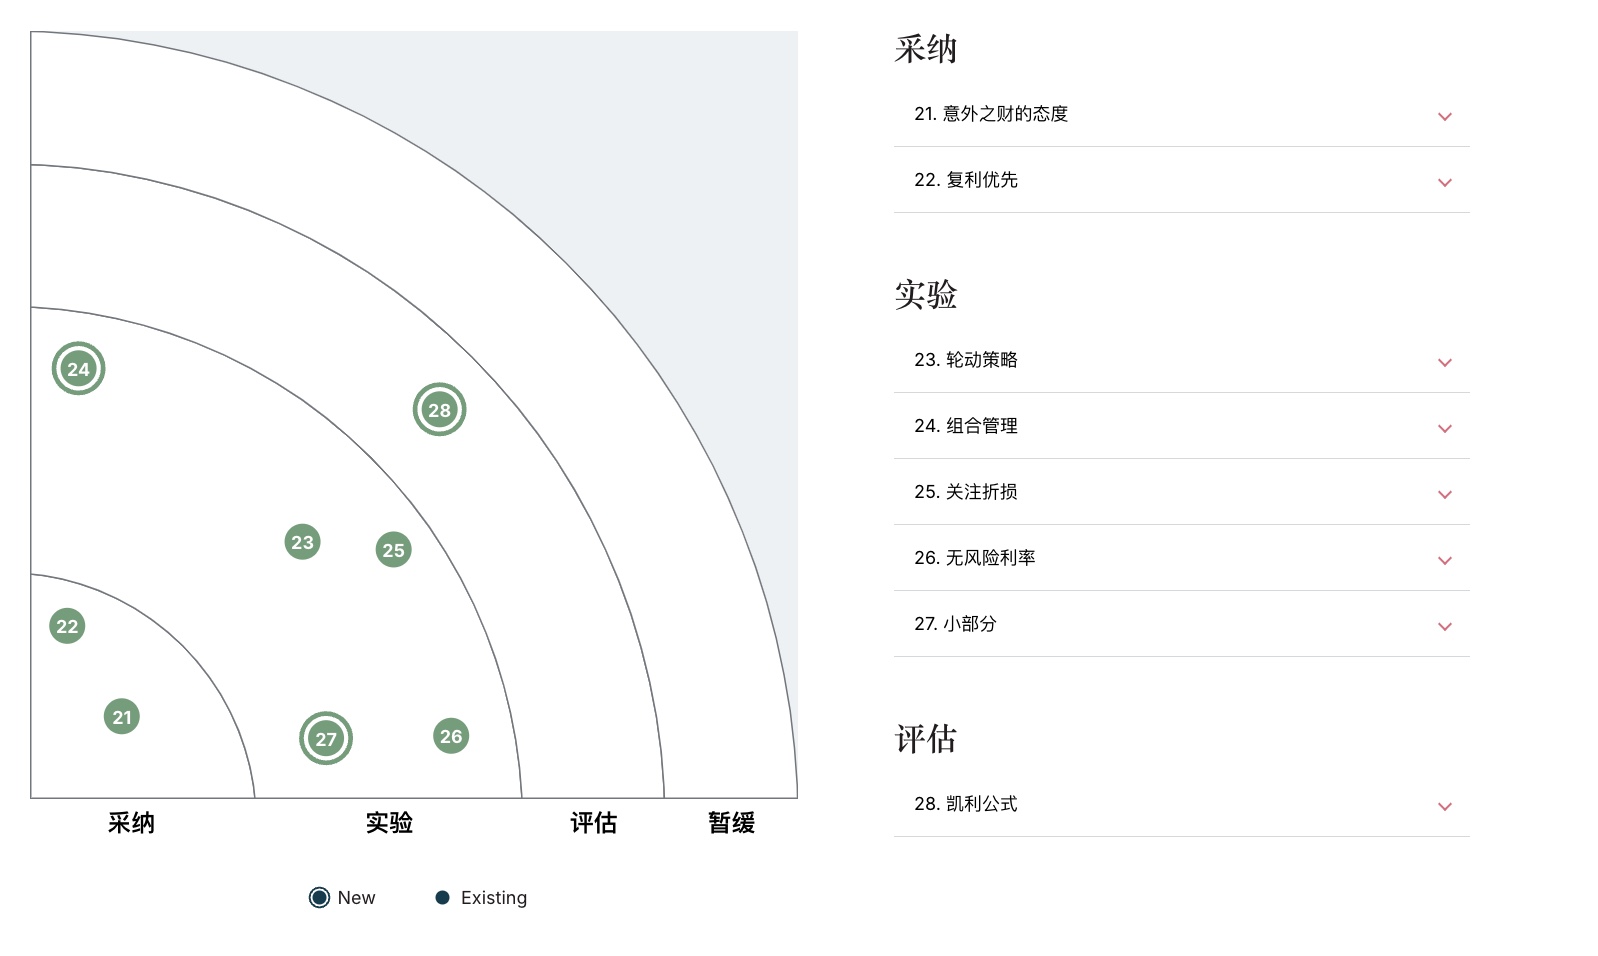 24
28
23
25
22
21
27
26
采纳
实验
评估
暂缓
New
Existing
采纳
21. 意外之财的态度
22. 复利优先
实验
23. 轮动策略
24. 组合管理
25. 关注折损
26. 无风险利率
27. 小部分
评估
28. 凯利公式